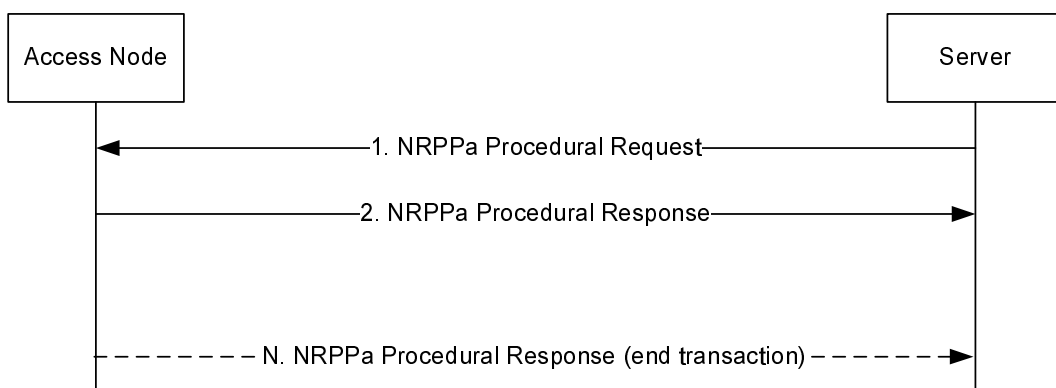 Access Node
Server
1. NRPPa Procedural Request
2. NRPPa Procedural Response
N. NRPPa Procedural Response (end transaction)